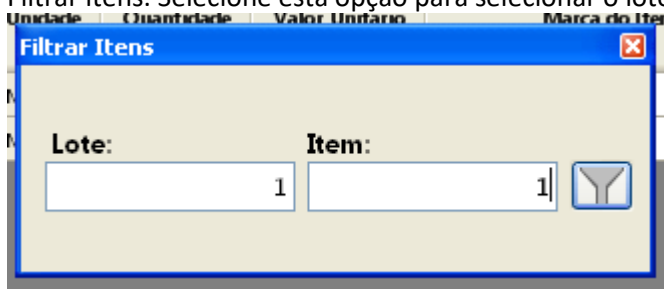 Filtrar Itens: Selecione esta opção para selecionar o lote
Unidade Quantidade Valor Unitário Marca do Ite
Filtrar Itens
Lote: Item:
1 1